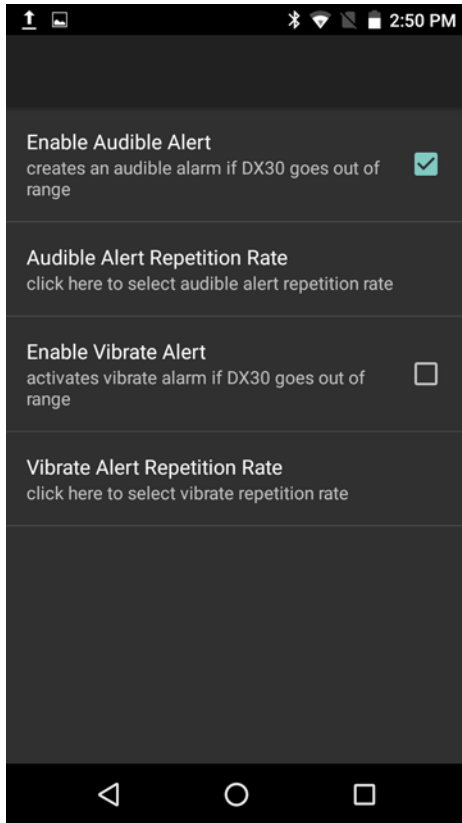 2:50 PM
Enable Audible Alert
creates an audible alarm if DX30 goes out of
range
Audible Alert Repetition Rate
click here to select audible alert repetition rate
Enable Vibrate Alert
activates vibrate alarm if DX30 goes out of
range
Vibrate Alert Repetition Rate
click here to select vibrate repetition rate